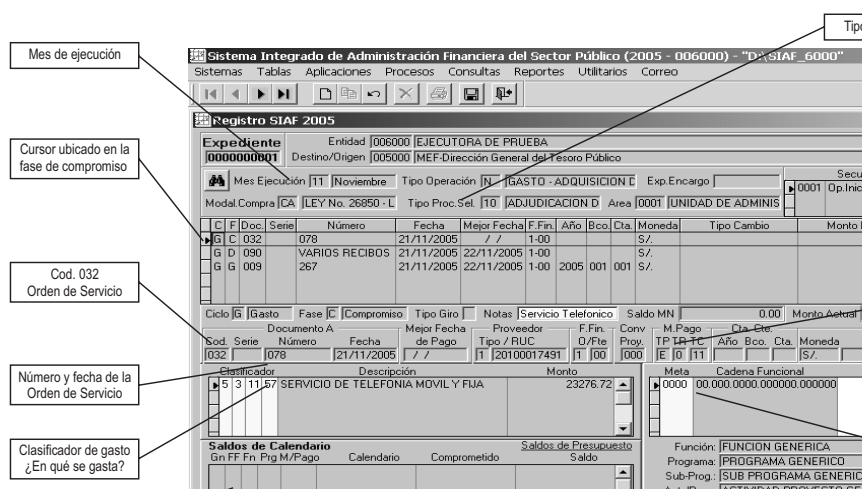 Tipo
Mes de ejecución
Sistema Integrado de Administración Financiera del Sector Público (2005 - 006000) - "D:\SIAF_6000"
Sistemas Tablas Aplicaciones Procesos Consultas Reportes Utilitarios Correo
Registro SIAF 2005
Expediente Entidad 006000 EJECUTORA DE PRUEBA
0000000001 Destino/Origen 005000 MEF-Dirección General del Tesoro Público
Cursor ubicado en la
fase de compromiso
Mes Ejecución 11 Noviembre Tipo Operación N GASTO - ADQUISICION D Exp.Encargo Secu
0001 Op.Inic
Modal.Compra CA LEY No. 26850 - L Tipo Proc.Sel. 10 ADJUDICACION D Area 0001 UNIDAD DE ADMINIS
C F Doc. Serie Número Fecha Mejor Fecha F.Fin. Año Bco. Cta. Moneda Tipo Cambio Monto
G C 032 078 21/11/2005 / / 1-00 S/.
G D 090 VARIOS RECIBOS 21/11/2005 22/11/2005 1-00 S/.
G G 009 267 21/11/2005 22/11/2005 1-00 2005 001 001 S/.
Cod. 032
Orden de Servicio
Ciclo G Gasto Fase C Compromiso Tipo Giro Notas Servicio Telefonico Saldo MN 0.00 Monto Actual
Documento A Mejor Fecha Proveedor F.Fin. Conv M.Pago Cta. Cte.
Cod. Serie Número Fecha de Pago Tipo / RUC O/Fte Proy. TP TR TC Año Bco. Cta. Moneda
032 078 21/11/2005 / / 1 20100017491 1 00 000 E 0 11 S/.
Número y fecha de la
Orden de Servicio
Clasificador Descripción Monto Meta Cadena Funcional
5 3 11 57 SERVICIO DE TELEFONIA MOVIL Y FIJA 23276.72 0000 00.000.0000.000000.000000
Clasificador de gasto
¿En qué se gasta?
Saldos de Calendario Saldos de Presupuesto
Gn FF Fn Prg M/Pago Calendario Comprometido Saldo
Función: FUNCION GENERICA
Programa: PROGRAMA GENERICO
Sub-Prog.: SUB PROGRAMA GENERIC